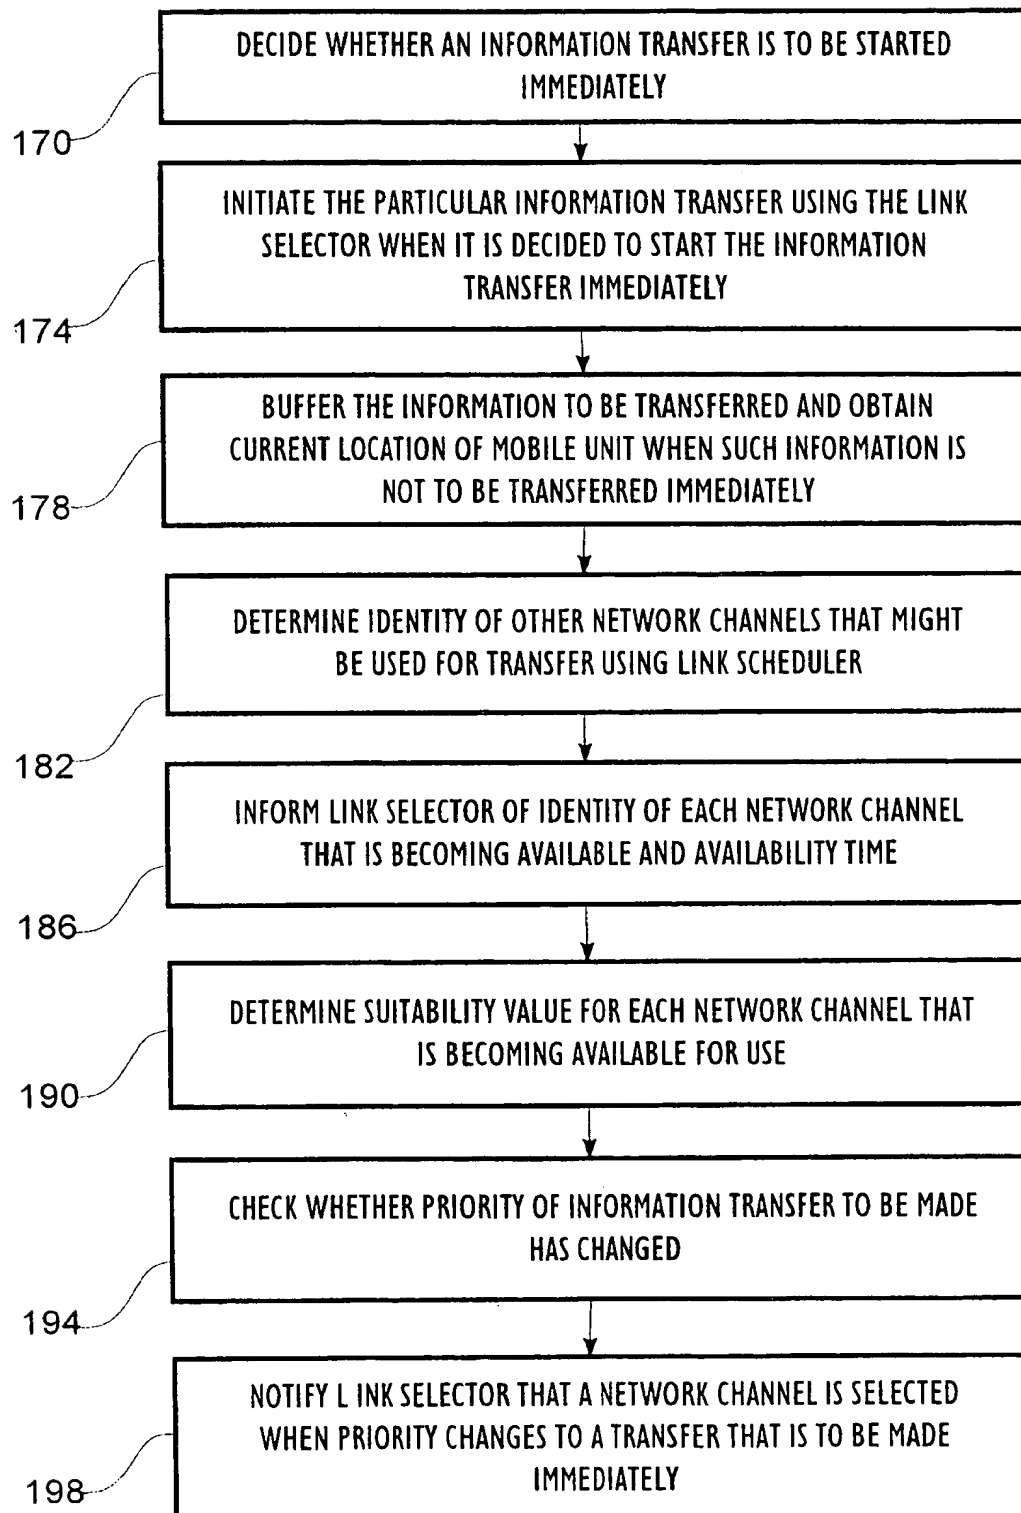 DECIDE WHETHER AN INFORMATION TRANSFER IS TO BE STARTED
IMMEDIATELY
170
INITIATE THE PARTICULAR INFORMATION TRANSFER USING THE LINK
SELECTOR WHEN IT IS DECIDED TO START THE INFORMATION
TRANSFER IMMEDIATELY
174
BUFFER THE INFORMATION TO BE TRANSFERRED AND OBTAIN
CURRENT LOCATION OF MOBILE UNIT WHEN SUCH INFORMATION IS
NOT TO BE TRANSFERRED IMMEDIATELY
178
DETERMINE IDENTITY OF OTHER NETWORK CHANNELS THAT MIGHT
BE USED FOR TRANSFER USING LINK SCHEDULER
182
INFORM LINK SELECTOR OF IDENTITY OF EACH NETWORK CHANNEL
THAT IS BECOMING AVAILABLE AND AVAILABILITY TIME
186
DETERMINE SUITABILITY VALUE FOR EACH NETWORK CHANNEL THAT
IS BECOMING AVAILABLE FOR USE
190
CHECK WHETHER PRIORITY OF INFORMATION TRANSFER TO BE MADE
HAS CHANGED
194
NOTIFY L INK SELECTOR THAT A NETWORK CHANNEL IS SELECTED
WHEN PRIORITY CHANGES TO A TRANSFER THAT IS TO BE MADE
IMMEDIATELY
198